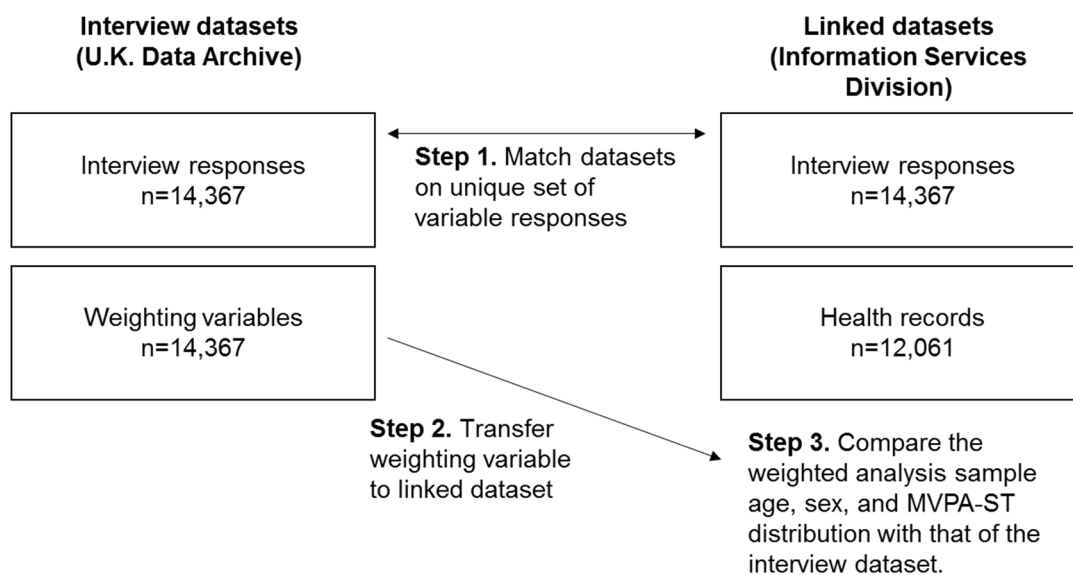 Interview datasets
(U.K. Data Archive)
Linked datasets
(Information Services
Division)
Interview responses
n=14,367
Step 1. Match datasets
on unique set of
variable responses
Interview responses
n=14,367
Weighting variables
n=14,367
Health records
n=12,061
Step 2. Transfer
weighting variable
to linked dataset
Step 3. Compare the
weighted analysis sample
age, sex, and MVPA-ST
distribution with that of the
interview dataset.